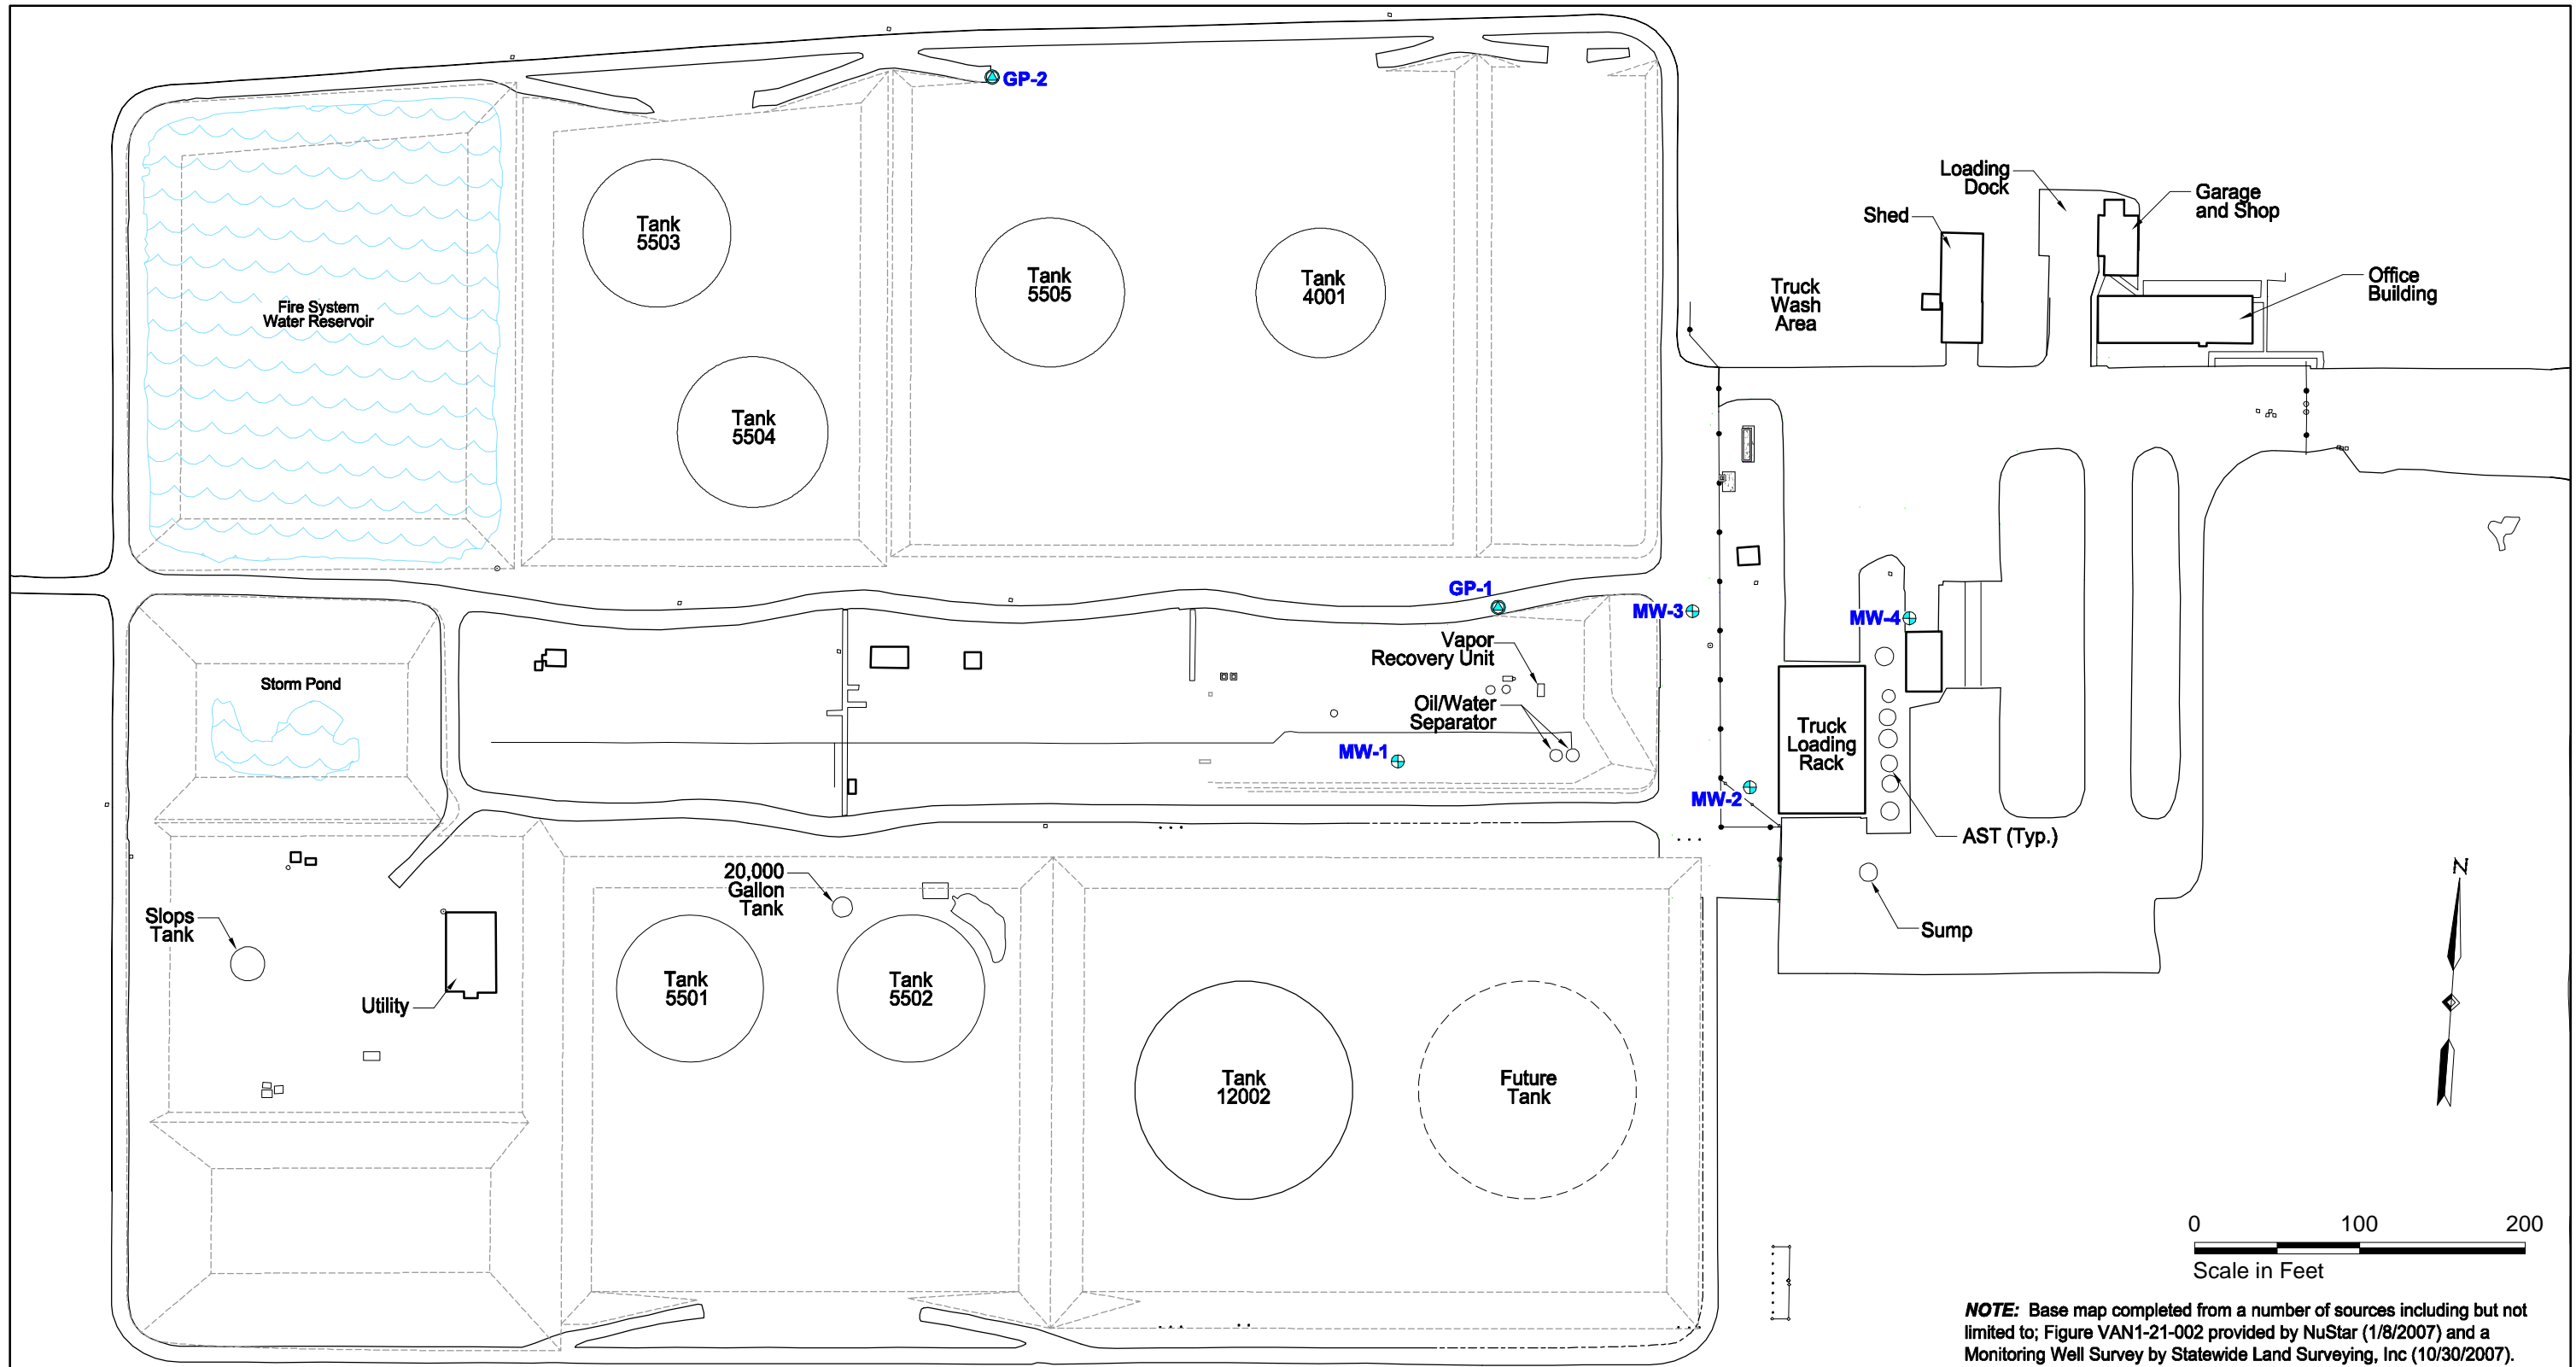 GP-2
Loading
Dock
Garage
and Shop
Shed
Tank
5503
Office
Building
Tank
5505
Tank
4001
Truck
Wash
Area
Fire System
Water Reservoir
Tank
5504
GP-1
MW-3
MW-4
Vapor
Recovery Unit
Storm Pond
Oil/Water
Separator
Truck
Loading
Rack
MW-1
MW-2
AST (Typ.)
20,000
Gallon
Tank
N
Slops
Tank
Sump
Tank
5501
Tank
5502
Utility
Tank
12002
Future
Tank
0 100 200
Scale in Feet
NOTE: Base map completed from a number of sources including but not
limited to; Figure VAN1-21-002 provided by NuStar (1/8/2007) and a
Monitoring Well Survey by Statewide Land Surveying, Inc (10/30/2007).